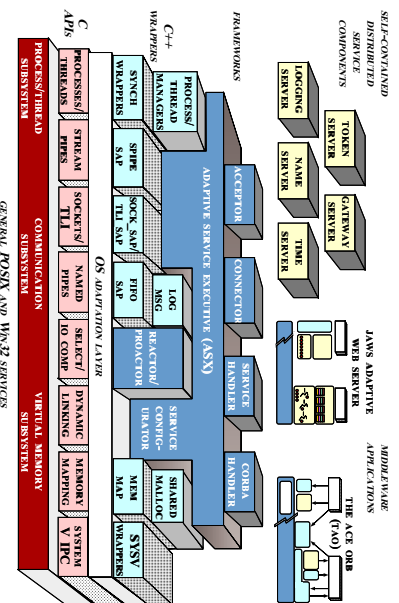 SELF-CONTAINED
DISTRIBUTED
SERVICE
COMPONENTS
TOKEN
SERVER
GATEWAY
SERVER
LOGGING
SERVER
NAME
SERVER
TIME
SERVER
JAWS ADAPTIVE
WEB SERVER
MIDDLEWARE
APPLICATIONS
THE ACE ORB
(TAO)
FRAMEWORKS
ACCEPTOR
CONNECTOR
SERVICE
HANDLER
CORBA
HANDLER
ADAPTIVE SERVICE EXECUTIVE (ASX)
C++
WRAPPERS
PROCESS/
THREAD
MANAGERS
LOG
MSG
REACTOR/
PROACTOR
SERVICE
CONFIG-
URATOR
SHARED
MALLOC
SYNCH
WRAPPERS
SPIPE
SAP
SOCK_SAP/
TLI_SAP
FIFO
SAP
MEM
MAP
SYSV
WRAPPERS
OS ADAPTATION LAYER
C
APIS
PROCESSES/
THREADS
STREAM
PIPES
SOCKETS/
TLI
NAMED
PIPES
SELECT/
IO COMP
DYNAMIC
LINKING
MEMORY
MAPPING
SYSTEM
V IPC
PROCESS/THREAD
SUBSYSTEM
COMMUNICATION
SUBSYSTEM
VIRTUAL MEMORY
SUBSYSTEM
GENERAL POSIX AND WIN32 SERVICES